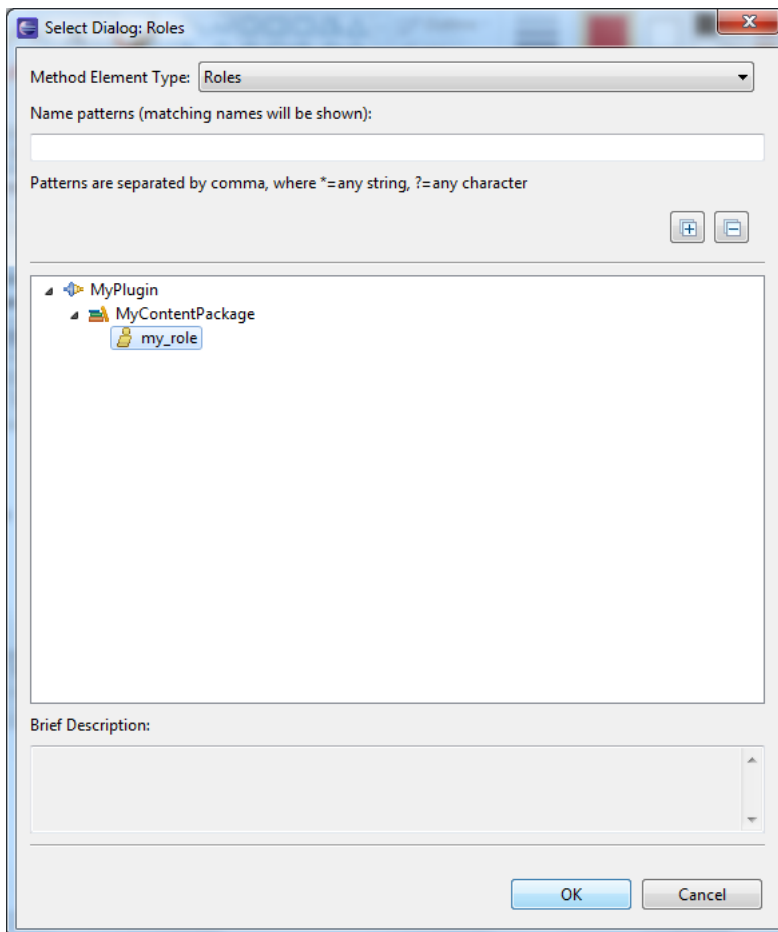 Select Dialog: Roles
Method Element Type: Roles
Name patterns (matching names will be shown):
Patterns are separated by comma, where *=any string, ?=any character
MyPlugin
MyContentPackage
my_role
Brief Description:
OK Cancel